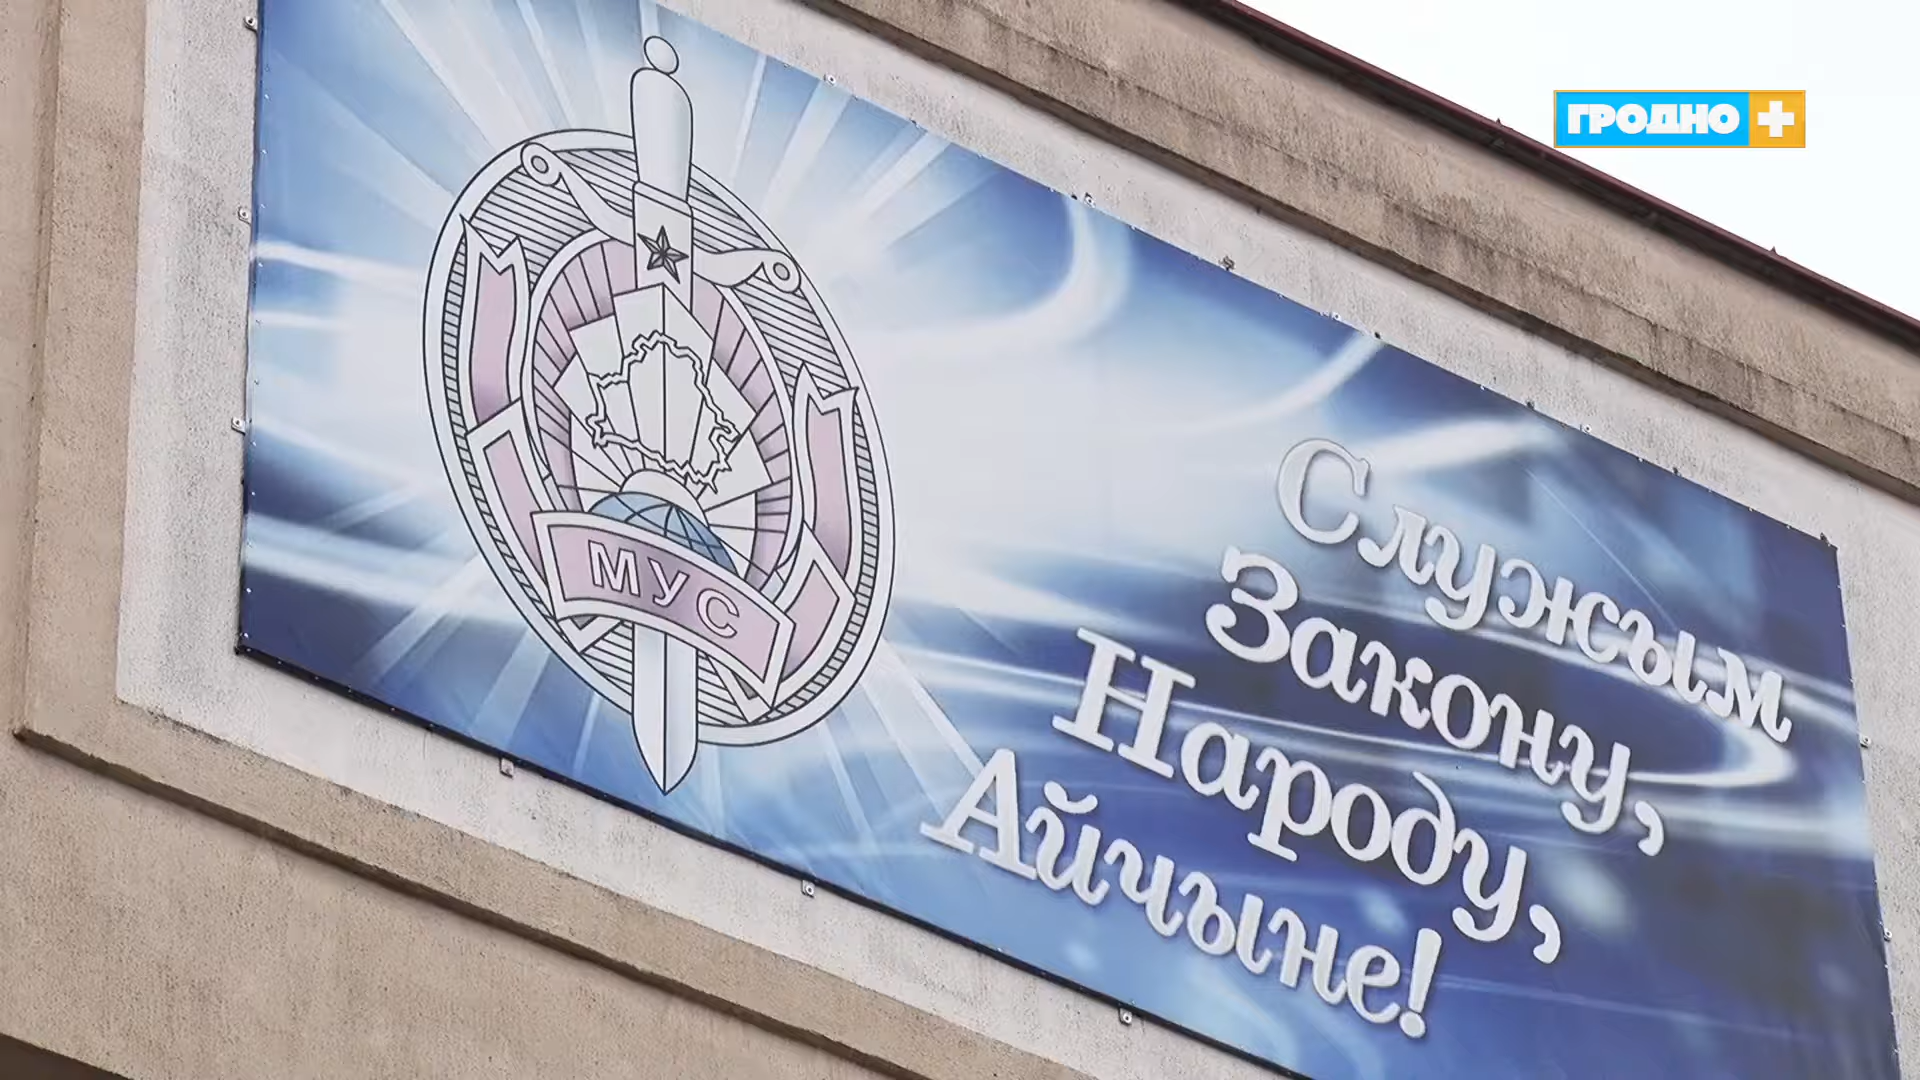 ГРОДНО +
МУС
Служым
Закону,
Народу,
Айчыне!